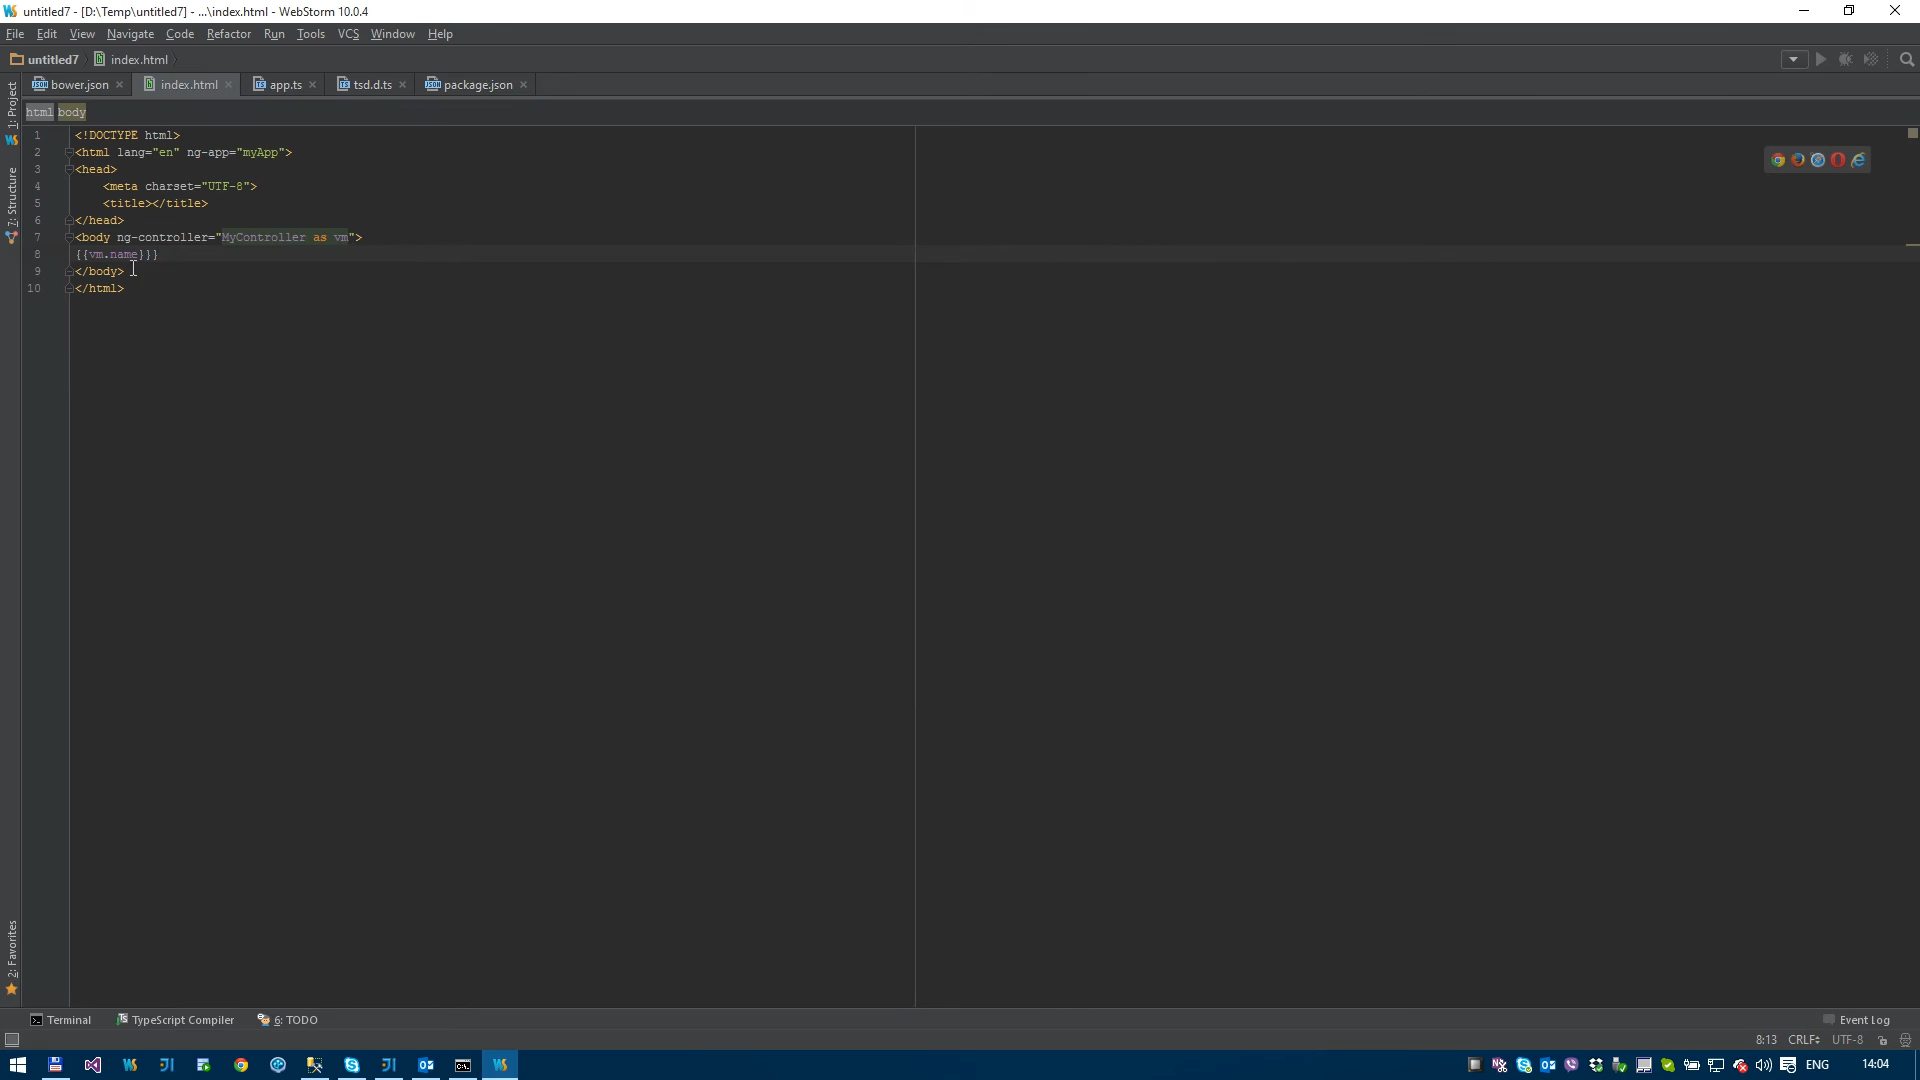 untitled7 - [D:\Temp\untitled7] - ...\index.html - WebStorm 10.0.4
File Edit View Navigate Code Refactor Run Tools VCS Window Help
untitled7 index.html
bower.json index.html app.ts tsd.d.ts package.json
html body
1: Project
7: Structure
2: Favorites
1 <!DOCTYPE html>
2 <html lang="en" ng-app="myApp">
3 <head>
4 <meta charset="UTF-8">
5 <title></title>
6 </head>
7 <body ng-controller="MyController as vm">
8 {{vm.name}}}
9 </body>
10 </html>
Terminal TypeScript Compiler 6: TODO Event Log
8:13 CRLF UTF-8
ENG 14:04